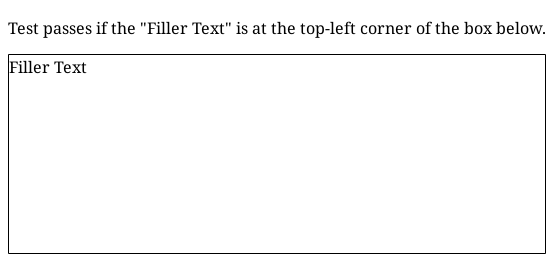 Test passes if the "Filler Text" is at the top-left corner of the box below.
Filler Text